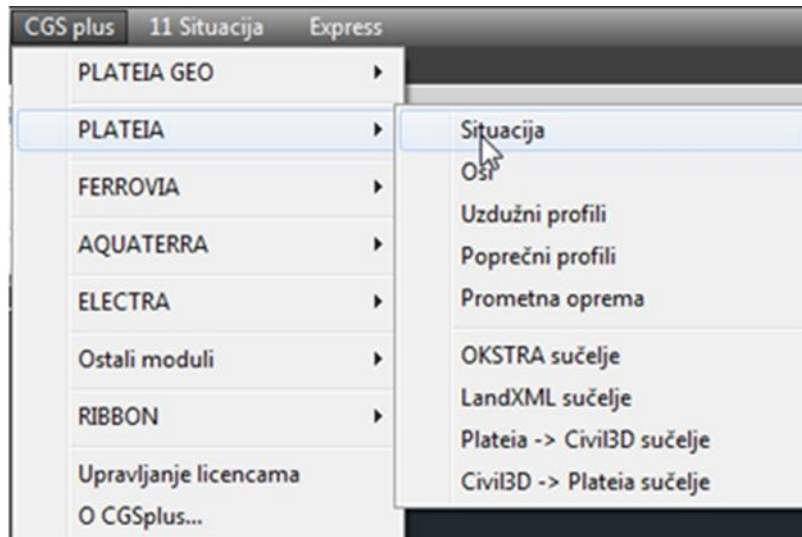 CGS plus 11 Situacija Express
PLATEIA GEO
PLATEIA
FERROVIA
AQUATERRA
ELECTRA
Ostali moduli
RIBBON
Upravljanje licencama
O CGSplus...
Situacija
Osi
Uzdužni profili
Poprečni profili
Prometna oprema
OKSTRA sučelje
LandXML sučelje
Plateia -> Civil3D sučelje
Civil3D -> Plateia sučelje